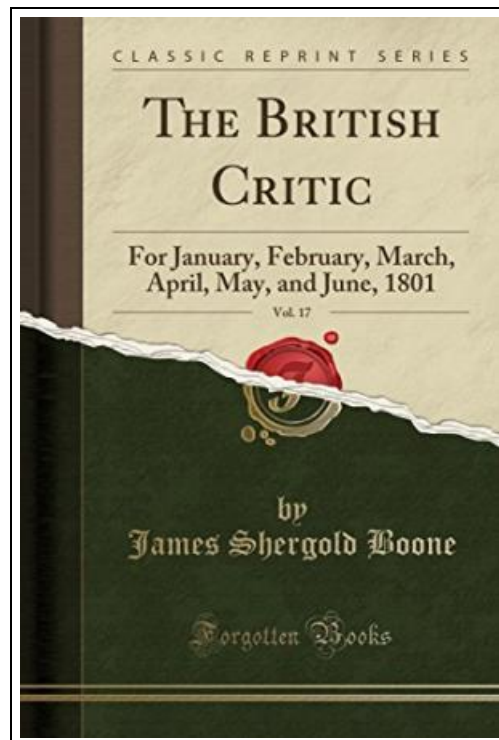 CLASSIC REPRINT SERIES
THE BRITISH
CRITIC
For January, February, March,
April, May, and June, 1801
Vol. 17
by
James Shergold Boone
Forgotten Books